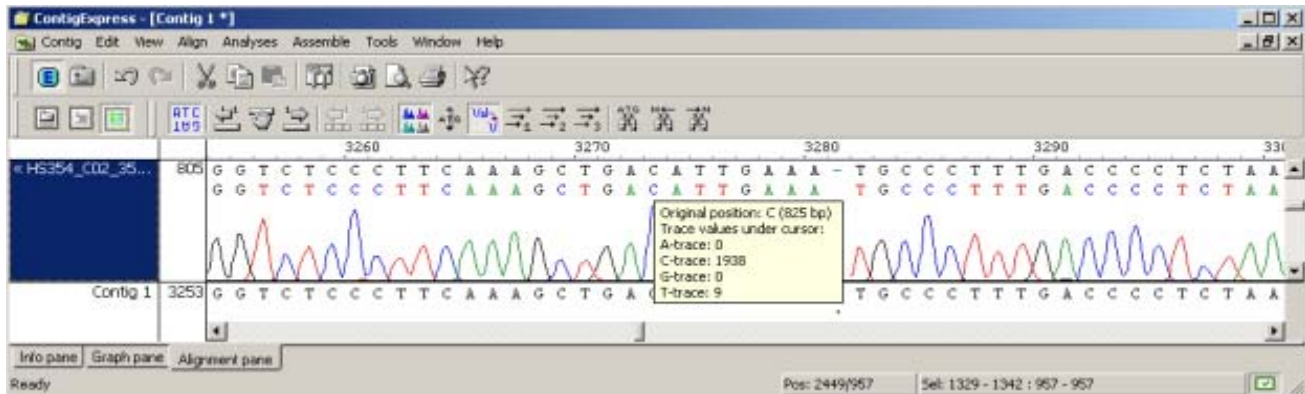 ContigExpress - [Contig 1 *]
Contig Edit View Align Analyses Assemble Tools Window Help
3260 3270 3280 3290
« HS354_C02_35... 805 G G T C T C C C T T C A A A G C T G A C A T T G A A A - T G C C C T T T G A C C C C T C T A A
G G T C T C C C T T C A A A G C T G A C A T T G A A A T G C C C T T T G A C C C C T C T A A
Original position: C (825 bp)
Trace values under cursor:
A-trace: 0
C-trace: 1938
G-trace: 0
T-trace: 9
Contig 1 3253 G G T C T C C C T T C A A A G C T G A T G C C C T T T G A C C C C T C T A A
Info pane Graph pane Alignment pane
Ready Pos: 2449/957 Sel: 1329 - 1342 : 957 - 957